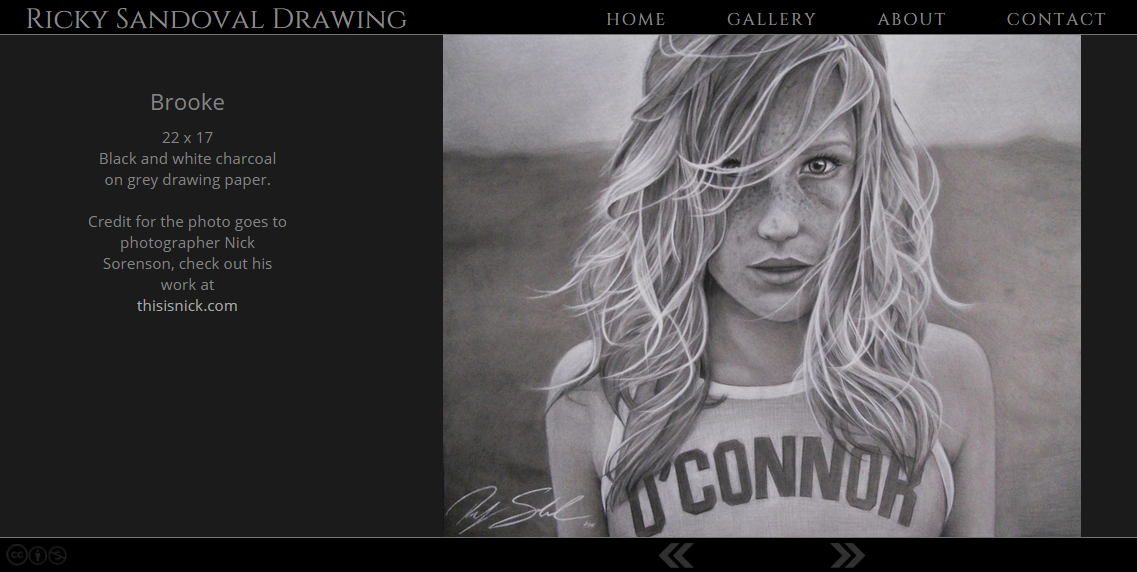 Ricky Sandoval Drawing
HOME GALLERY ABOUT CONTACT
Brooke
22 x 17
Black and white charcoal
on grey drawing paper.
Credit for the photo goes to
photographer Nick
Sorenson, check out his
work at
thisisnick.com
O'CONNOR
cc